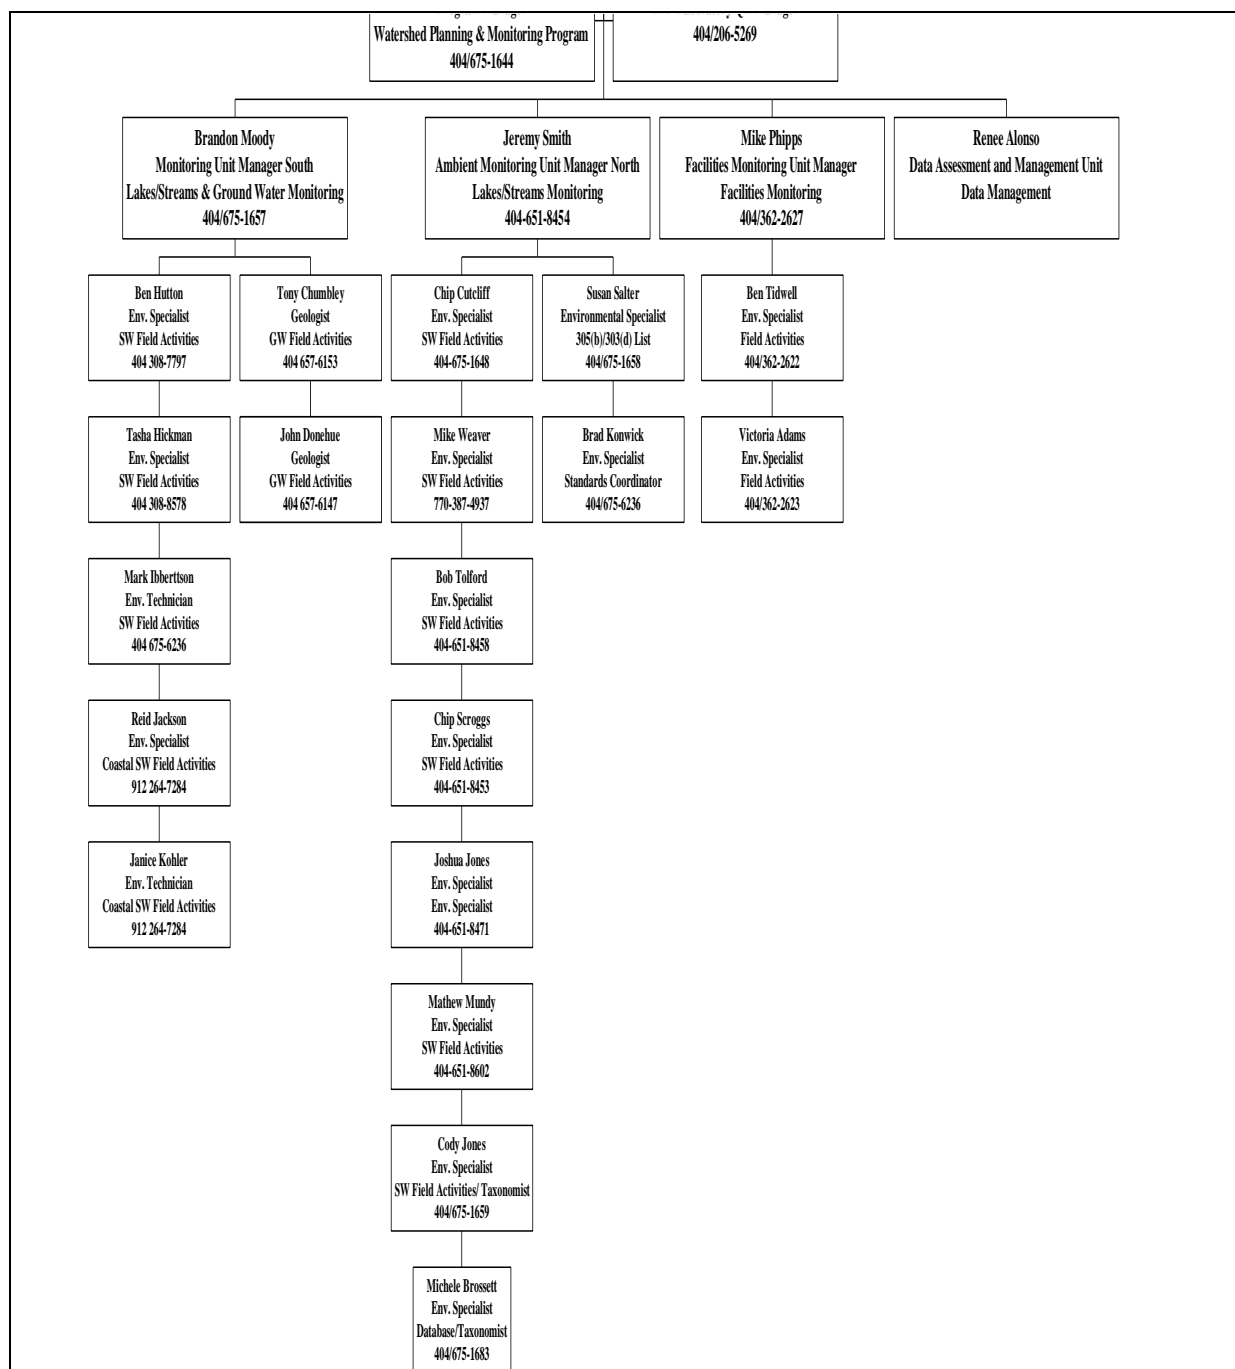 Watershed Planning & Monitoring Program
404/675-1644
404/206-5269
Brandon Moody
Monitoring Unit Manager South
Lakes/Streams & Ground Water Monitoring
404/675-1657
Jeremy Smith
Ambient Monitoring Unit Manager North
Lakes/Streams Monitoring
404-651-8454
Mike Phipps
Facilities Monitoring Unit Manager
Facilities Monitoring
404/362-2627
Renee Alonso
Data Assessment and Management Unit
Data Management
Ben Hutton
Env. Specialist
SW Field Activities
404 308-7797
Tony Chumbley
Geologist
GW Field Activities
404 657-6153
Chip Cutcliff
Env. Specialist
SW Field Activities
404-675-1648
Susan Salter
Environmental Specialist
305(b)/303(d) List
404/675-1658
Ben Tidwell
Env. Specialist
Field Activities
404/362-2622
Tasha Hickman
Env. Specialist
SW Field Activities
404 308-8578
John Donehue
Geologist
GW Field Activities
404 657-6147
Mike Weaver
Env. Specialist
SW Field Activities
770-387-4937
Brad Konwick
Env. Specialist
Standards Coordinator
404/675-6236
Victoria Adams
Env. Specialist
Field Activities
404/362-2623
Mark Ibberttson
Env. Technician
SW Field Activities
404 675-6236
Bob Tolford
Env. Specialist
SW Field Activities
404-651-8458
Reid Jackson
Env. Specialist
Coastal SW Field Activities
912 264-7284
Chip Scroggs
Env. Specialist
SW Field Activities
404-651-8453
Janice Kohler
Env. Technician
Coastal SW Field Activities
912 264-7284
Joshua Jones
Env. Specialist
Env. Specialist
404-651-8471
Mathew Mundy
Env. Specialist
SW Field Activities
404-651-8602
Cody Jones
Env. Specialist
SW Field Activities/ Taxonomist
404/675-1659
Michele Brossett
Env. Specialist
Database/Taxonomist
404/675-1683